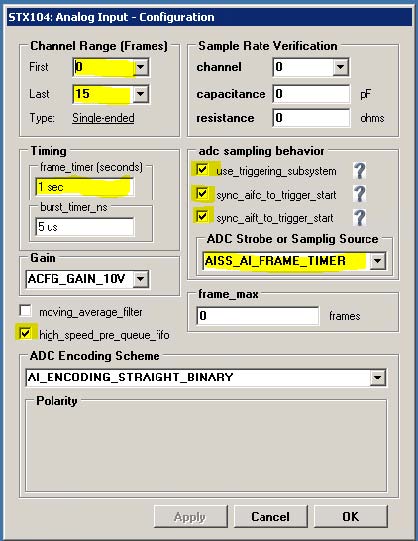 STX104: Analog Input - Configuration
Channel Range (Frames)
First 0
Last 15
Type: Single-ended
Sample Rate Verification
channel 0
capacitance 0 pF
resistance 0 ohms
Timing
frame_timer (seconds)
1 sec
burst_timer_ns
5 us
adc sampling behavior
use_triggering_subsystem ?
sync_aifc_to_trigger_start ?
sync_aift_to_trigger_start ?
ADC Strobe or Samplig Source
AISS_AI_FRAME_TIMER
Gain
ACFG_GAIN_10V
moving_average_filter
high_speed_pre_queue_fifo
frame_max
0 frames
ADC Encoding Scheme
AI_ENCODING_STRAIGHT_BINARY
Polarity
Apply Cancel OK